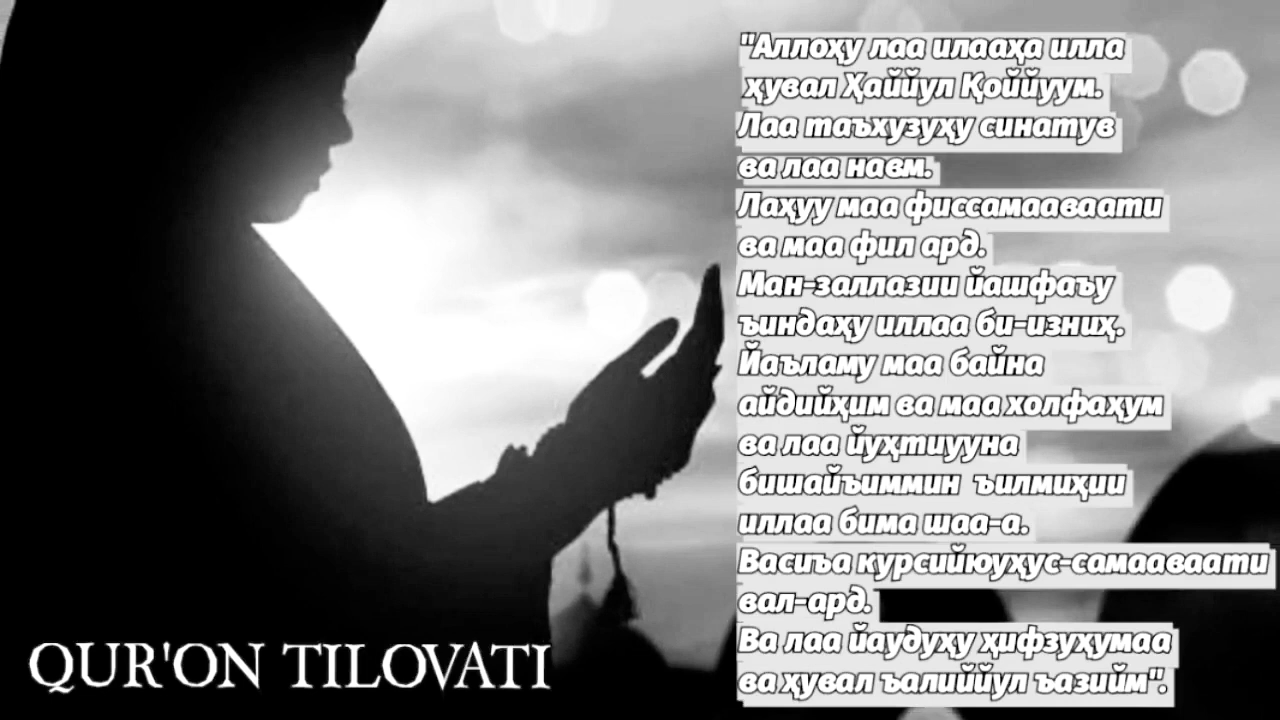 "Аллоҳу лаа илааҳа илла
ҳувал Ҳаййул Қоййуум.
Лаа таъхузуҳу синатув
ва лаа навм.
Лаҳуу маа фиссамааваати
ва маа фил ард.
Ман-заллазии йашфаъу
ъиндаҳу иллаа би-изниҳ.
Йаъламу маа байна
айдийҳим ва маа холфаҳум
ва лаа йуҳтиууна
бишайъиммин ъилмиҳии
иллаа бима шаа-а.
Васиъа курсийюуҳус-самааваати
вал-ард.
Ва лаа йаудуҳу ҳифзуҳумаа
ва ҳувал ъалиййул ъазийм".
QUR'ON TILOVATI